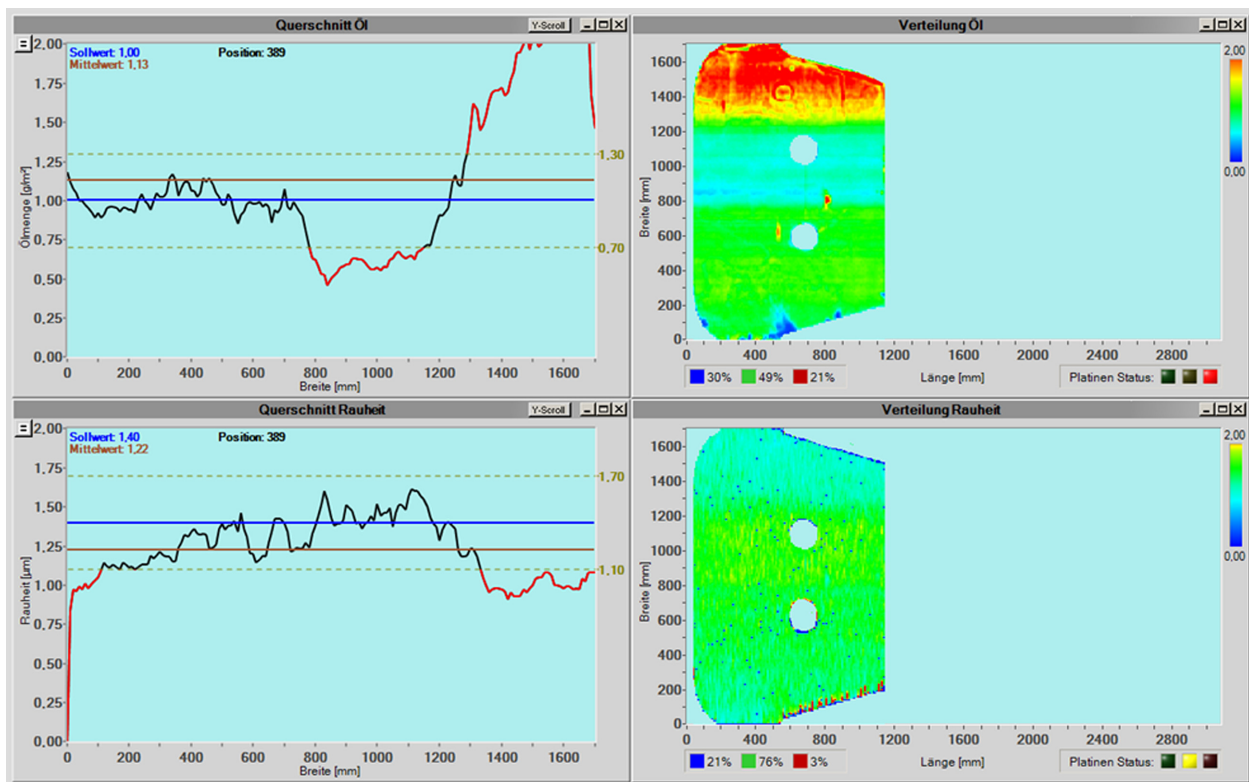 Querschnitt Öl
Y-Scroll
Sollwert: 1,00
Mittelwert: 1,13
Position: 389
Ölmenge [g/m²]
2,00
1,75
1,50
1,25
1,00
0,75
0,50
0,25
0,00
1,30
0,70
0 200 400 600 800 1000 1200 1400 1600
Breite [mm]
Verteilung Öl
Breite [mm]
1600
1400
1200
1000
800
600
400
200
0
2,00
0,00
0 400 800 1200 1600 2000 2400 2800
30% 49% 21%
Länge [mm]
Platinen Status:
Querschnitt Rauheit
Y-Scroll
Sollwert: 1,40
Mittelwert: 1,22
Position: 389
Rauheit [µm]
2,00
1,75
1,50
1,25
1,00
0,75
0,50
0,25
0,00
1,70
1,10
0 200 400 600 800 1000 1200 1400 1600
Breite [mm]
Verteilung Rauheit
Breite [mm]
1600
1400
1200
1000
800
600
400
200
0
2,00
0,00
0 400 800 1200 1600 2000 2400 2800
21% 76% 3%
Länge [mm]
Platinen Status: